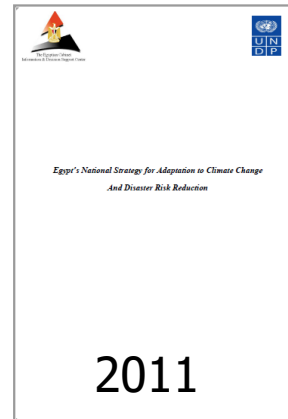 The Egyptian Cabinet
Information & Decision Support Center
U N
D P
Egypt's National Strategy for Adaptation to Climate Change
And Disaster Risk Reduction
2011